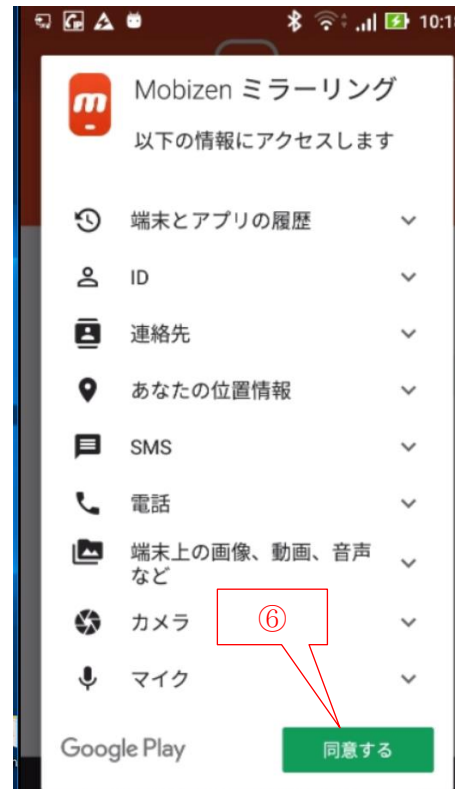 10:18
Mobizen ミラーリング
以下の情報にアクセスします
端末とアプリの履歴
ID
連絡先
あなたの位置情報
SMS
電話
端末上の画像、動画、音声
など
カメラ
⑥
マイク
Google Play
同意する